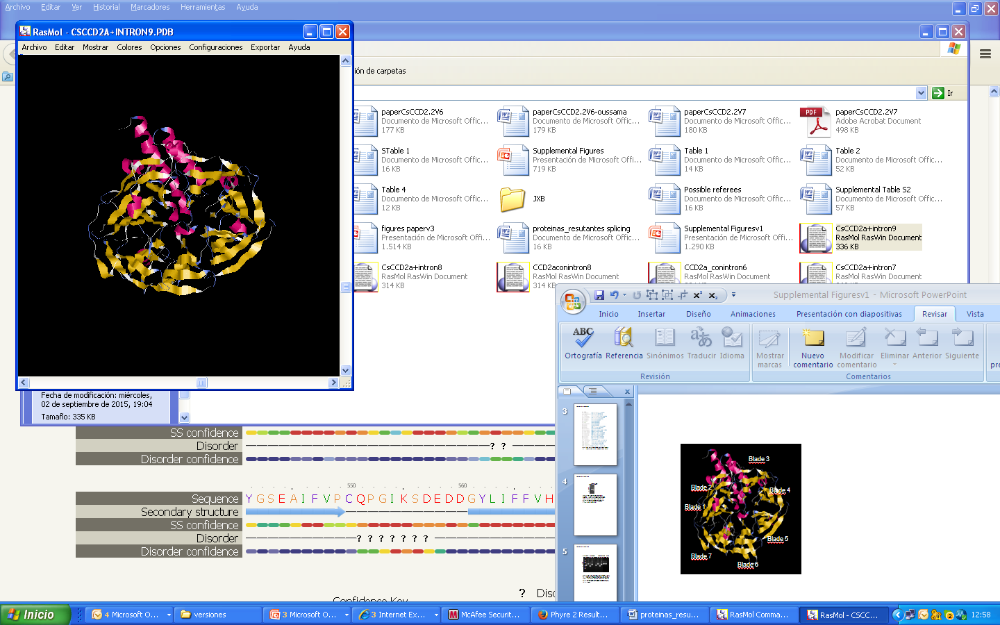 Archivo Editar Ver Historial Marcadores Herramientas Ayuda
RasMol - CSCCD2A+INTRON9.PDB
Archivo Editar Mostrar Colores Opciones Configuraciones Exportar Ayuda
ión de carpetas
Ir
paperCsCCD2.2V6
Documento de Microsoft Offic...
177 KB
paperCsCCD2.2V6-oussama
Documento de Microsoft Offic...
179 KB
paperCsCCD2.2V7
Documento de Microsoft Offic...
180 KB
PDF
paperCsCCD2.2V7
Adobe Acrobat Document
498 KB
STable 1
Documento de Microsoft Offic...
16 KB
Supplemental Figures
Presentación de Microsoft Offi...
719 KB
Table 1
Documento de Microsoft Offic...
14 KB
Table 2
Documento de Microsoft Offic...
52 KB
Table 4
Documento de Microsoft Offic...
12 KB
JXB
Possible referees
Documento de Microsoft Offic...
16 KB
Supplemental Table S2
Documento de Microsoft Offic...
57 KB
figures paperv3
Presentación de Microsoft Offi...
1.514 KB
proteinas_resutantes splicing
Documento de Microsoft Offic...
16 KB
Supplemental Figuresv1
Presentación de Microsoft Offi...
1.290 KB
CsCCD2a+intron9
RasMol RasWin Document
336 KB
CsCCD2a+intron8
RasMol RasWin Document
314 KB
CCD2aconintron8
RasMol RasWin Document
314 KB
CCD2a_conintron6
RasMol RasWin Document
CsCCD2a+intron7
RasMol RasWin Document
Supplemental Figuresv1 - Microsoft PowerPoint
Inicio Insertar Diseño Animaciones Presentación con diapositivas Revisar Vista
ABC
Ortografía Referencia Sinónimos Traducir Idioma
Mostrar marcas
Nuevo comentario
Modificar comentario
Eliminar Anterior Siguiente
Revisión
Comentarios
3
4
5
Blade 3
Blade 2
Blade 4
Blade 1
Blade 5
Blade 7
Blade 6
Fecha de modificación: miércoles,
02 de septiembre de 2015, 19:04
Tamaño: 335 KB
SS confidence
Disorder ? ?
Disorder confidence
550 560
Sequence YGSEAIFVPCQPGIKSDEDDGYLIFFVH
Secondary structure
SS confidence
Disorder ? ? ? ? ? ? ?
Disorder confidence
Confidence Key
? Diso
Inicio
4 Microsoft O...
versiones
3 Microsoft O...
3 Internet Ex...
McAfee Securit...
Phyre 2 Result...
proteinas_resu...
RasMol Comma...
RasMol - CSCC...
12:58